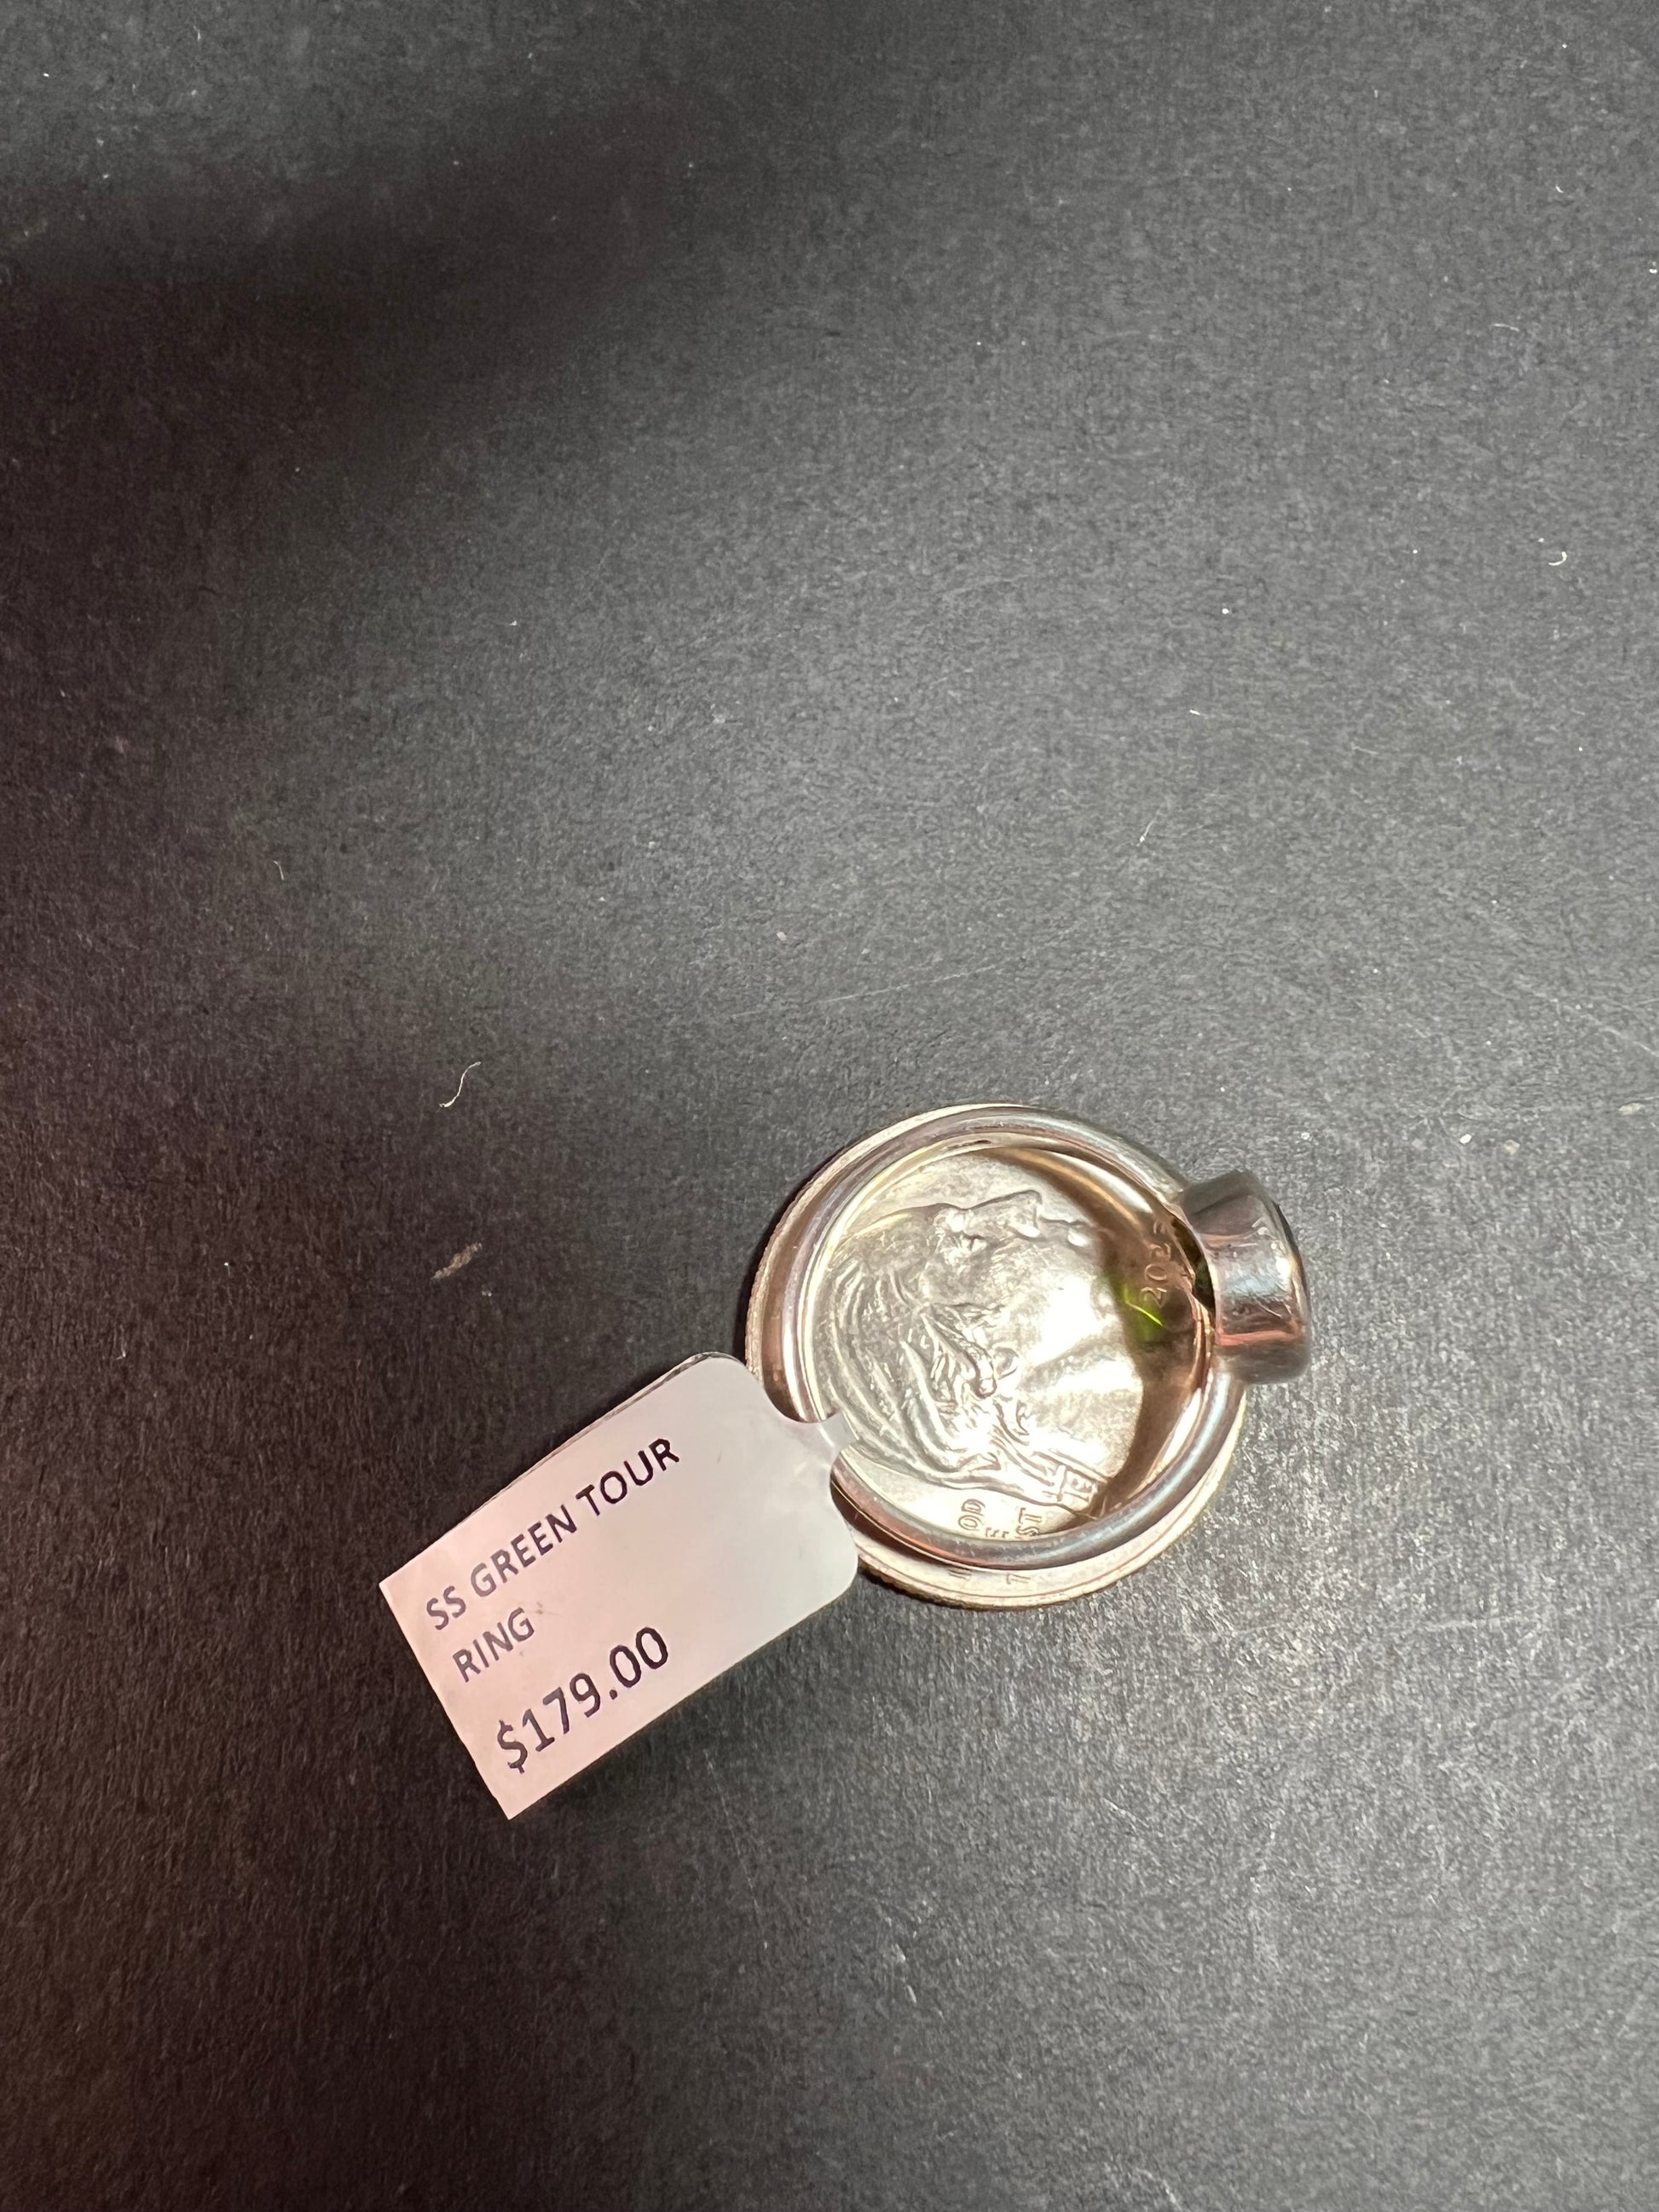 SS GREEN TOUR
RING
$179.00